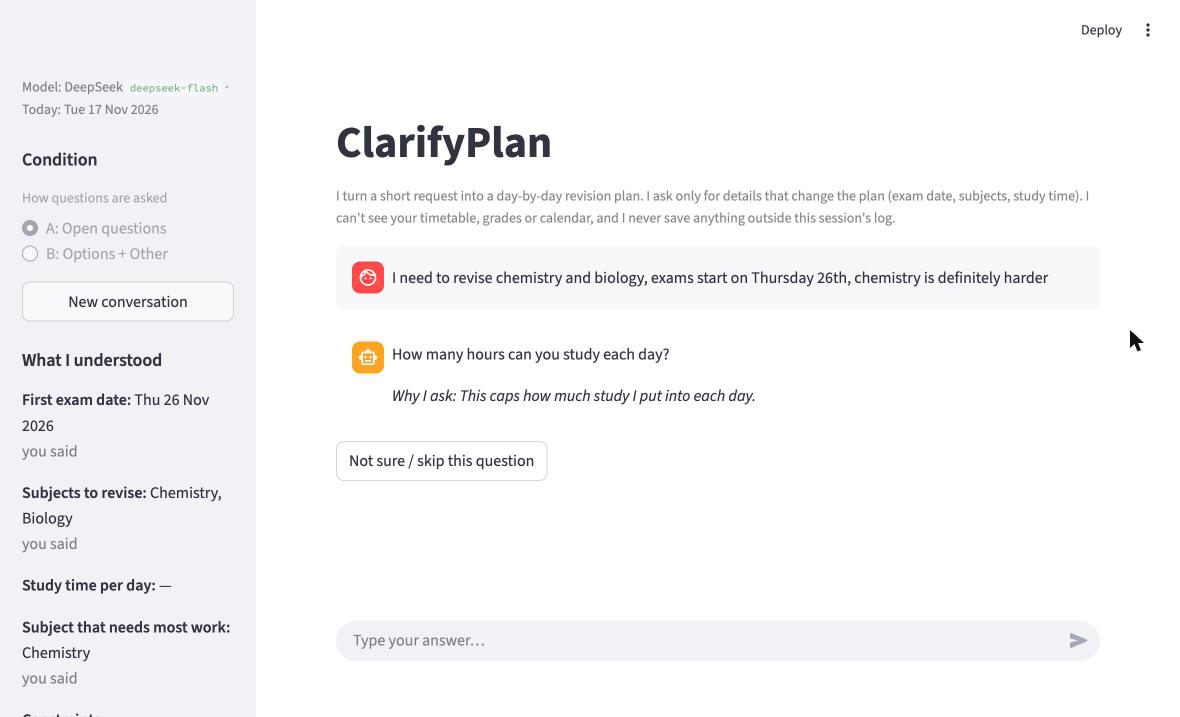 Deploy
Model: DeepSeek deepseek-flash ·
Today: Tue 17 Nov 2026
Condition
How questions are asked
A: Open questions
B: Options + Other
New conversation
What I understood
First exam date: Thu 26 Nov
2026
you said
Subjects to revise: Chemistry,
Biology
you said
Study time per day: —
Subject that needs most work:
Chemistry
you said
ClarifyPlan
I turn a short request into a day-by-day revision plan. I ask only for details that change the plan (exam date, subjects, study time). I
can't see your timetable, grades or calendar, and I never save anything outside this session's log.
I need to revise chemistry and biology, exams start on Thursday 26th, chemistry is definitely harder
How many hours can you study each day?
Why I ask: This caps how much study I put into each day.
Not sure / skip this question
Type your answer...